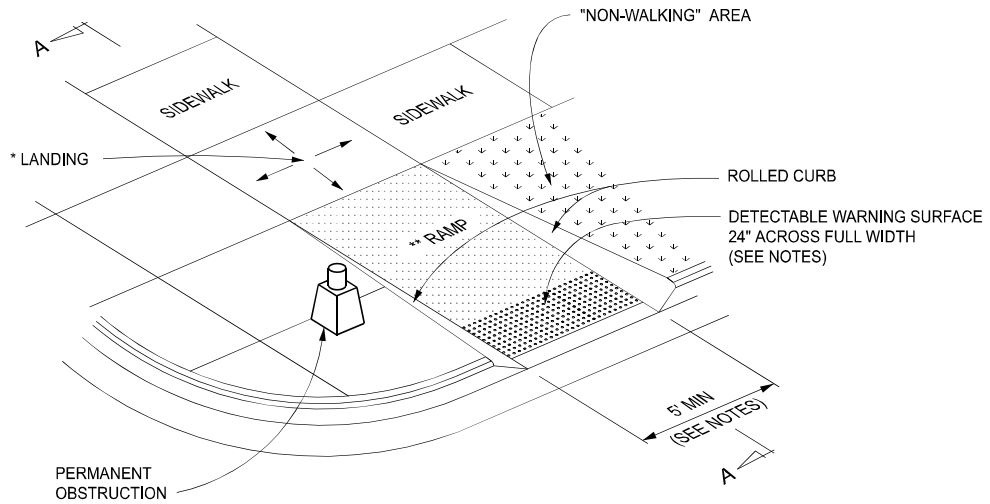 "NON-WALKING" AREA
A
SIDEWALK
SIDEWALK
* LANDING
ROLLED CURB
** RAMP
DETECTABLE WARNING SURFACE
24" ACROSS FULL WIDTH
(SEE NOTES)
5' MIN
(SEE NOTES)
A
PERMANENT
OBSTRUCTION